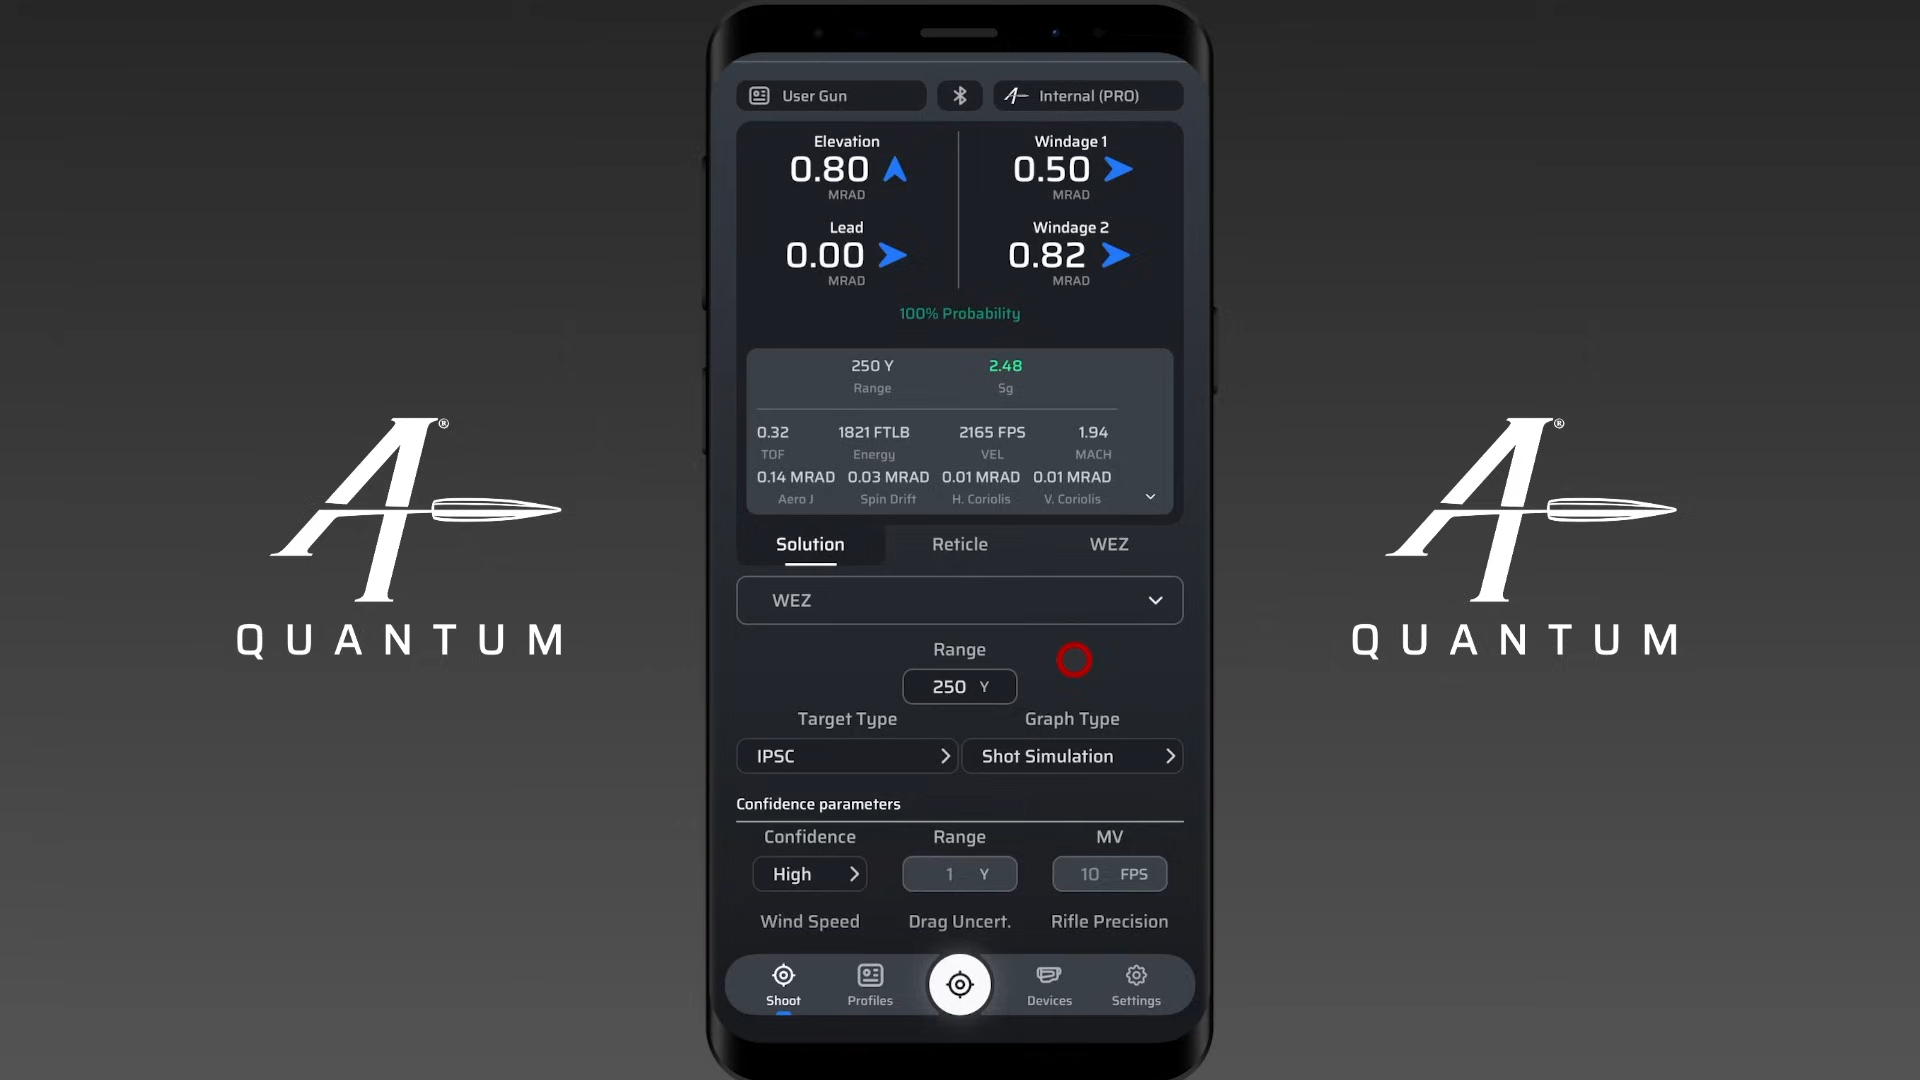 User Gun
Internal (PRO)
Elevation
0.80
MRAD
Windage 1
0.50
MRAD
Lead
0.00
MRAD
Windage 2
0.82
MRAD
100% Probability
250 Y 2.48
Range Sg
0.32 1821 FTLB 2165 FPS 1.94
TOF Energy VEL MACH
0.14 MRAD 0.03 MRAD 0.01 MRAD 0.01 MRAD
Aero J Spin Drift H. Coriolis V. Coriolis
Solution Reticle WEZ
WEZ
Range
250 Y
Target Type Graph Type
IPSC Shot Simulation
Confidence parameters
Confidence Range MV
High 1 Y 10 FPS
Wind Speed Drag Uncert. Rifle Precision
Shoot Profiles Devices Settings
A®
QUANTUM
A®
QUANTUM